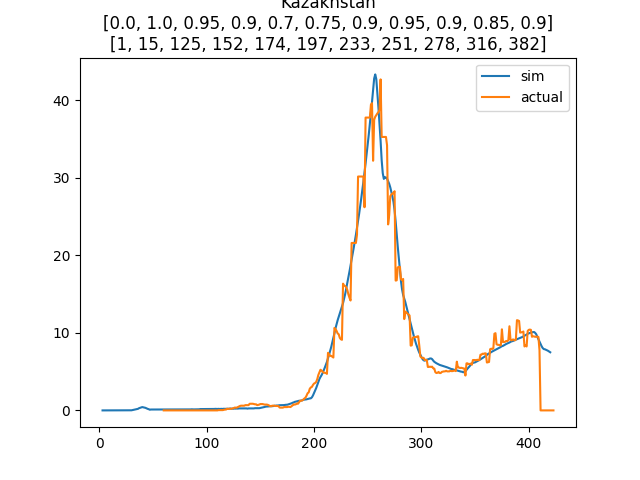 Kazakhstan
[0.0, 1.0, 0.95, 0.9, 0.7, 0.75, 0.9, 0.95, 0.9, 0.85, 0.9]
[1, 15, 125, 152, 174, 197, 233, 251, 278, 316, 382]
sim
actual
40
30
20
10
0
0 100 200 300 400